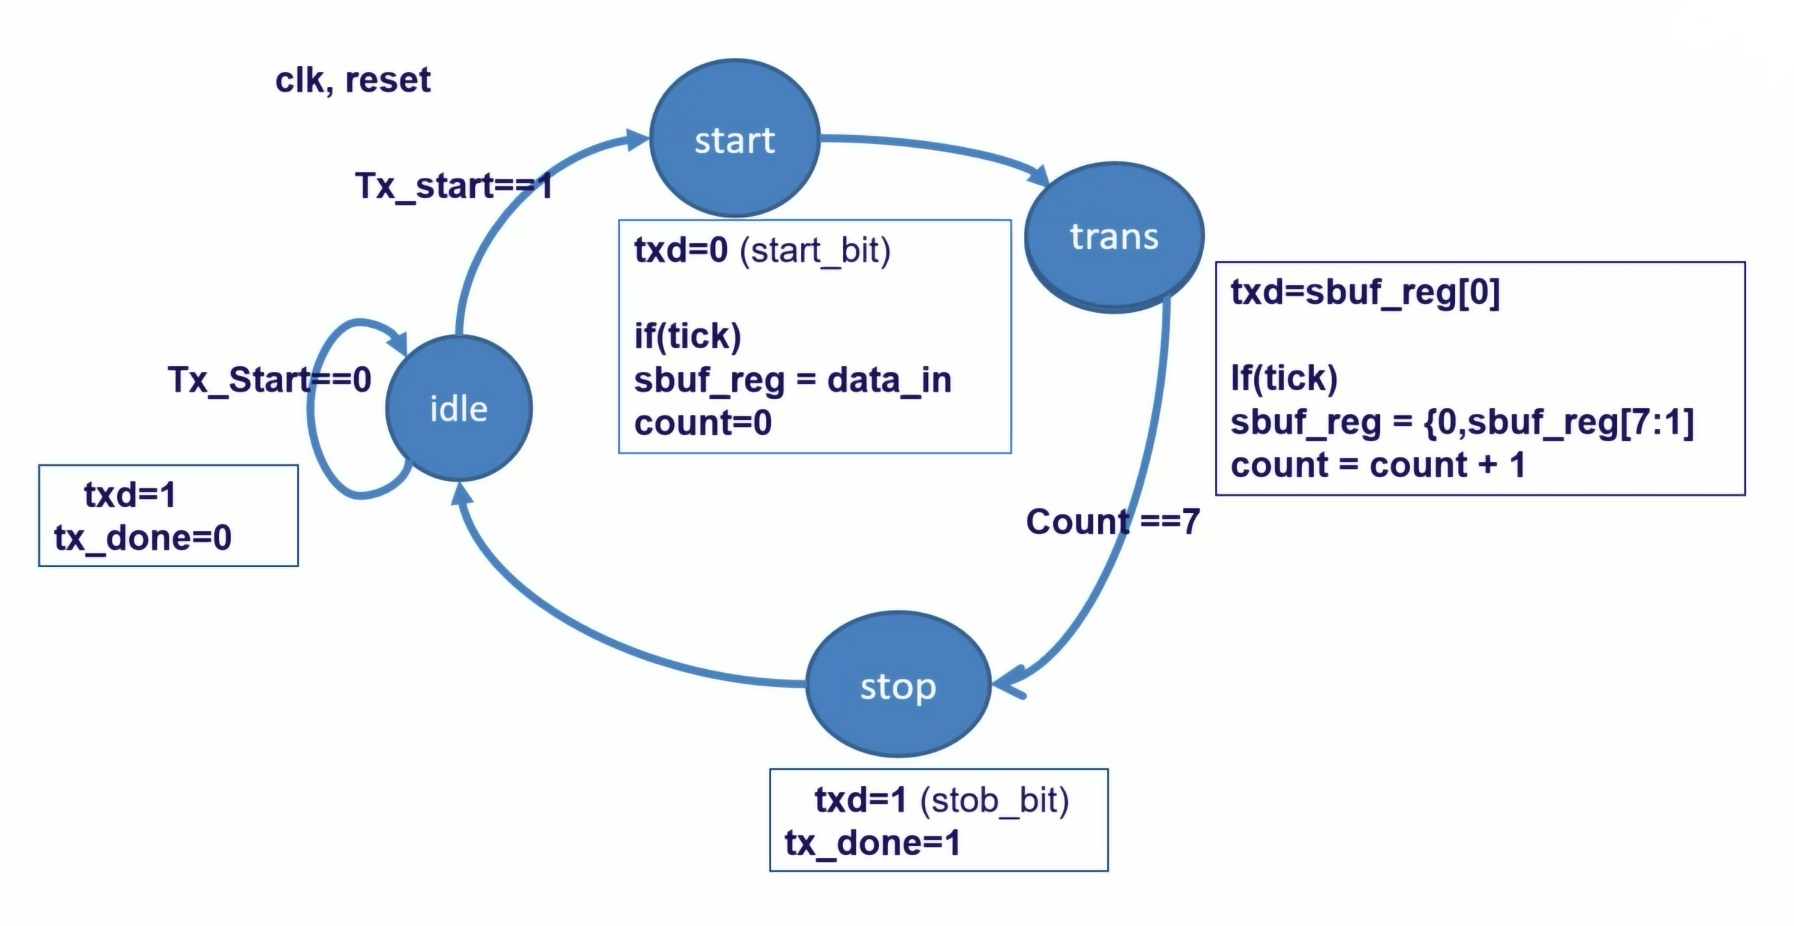 clk, reset
start
Tx_start==1
trans
txd=0 (start_bit)
if(tick)
sbuf_reg = data_in
count=0
txd=sbuf_reg[0]
If(tick)
sbuf_reg = {0,sbuf_reg[7:1]
count = count + 1
Tx_Start==0
idle
txd=1
tx_done=0
Count ==7
stop
txd=1 (stob_bit)
tx_done=1